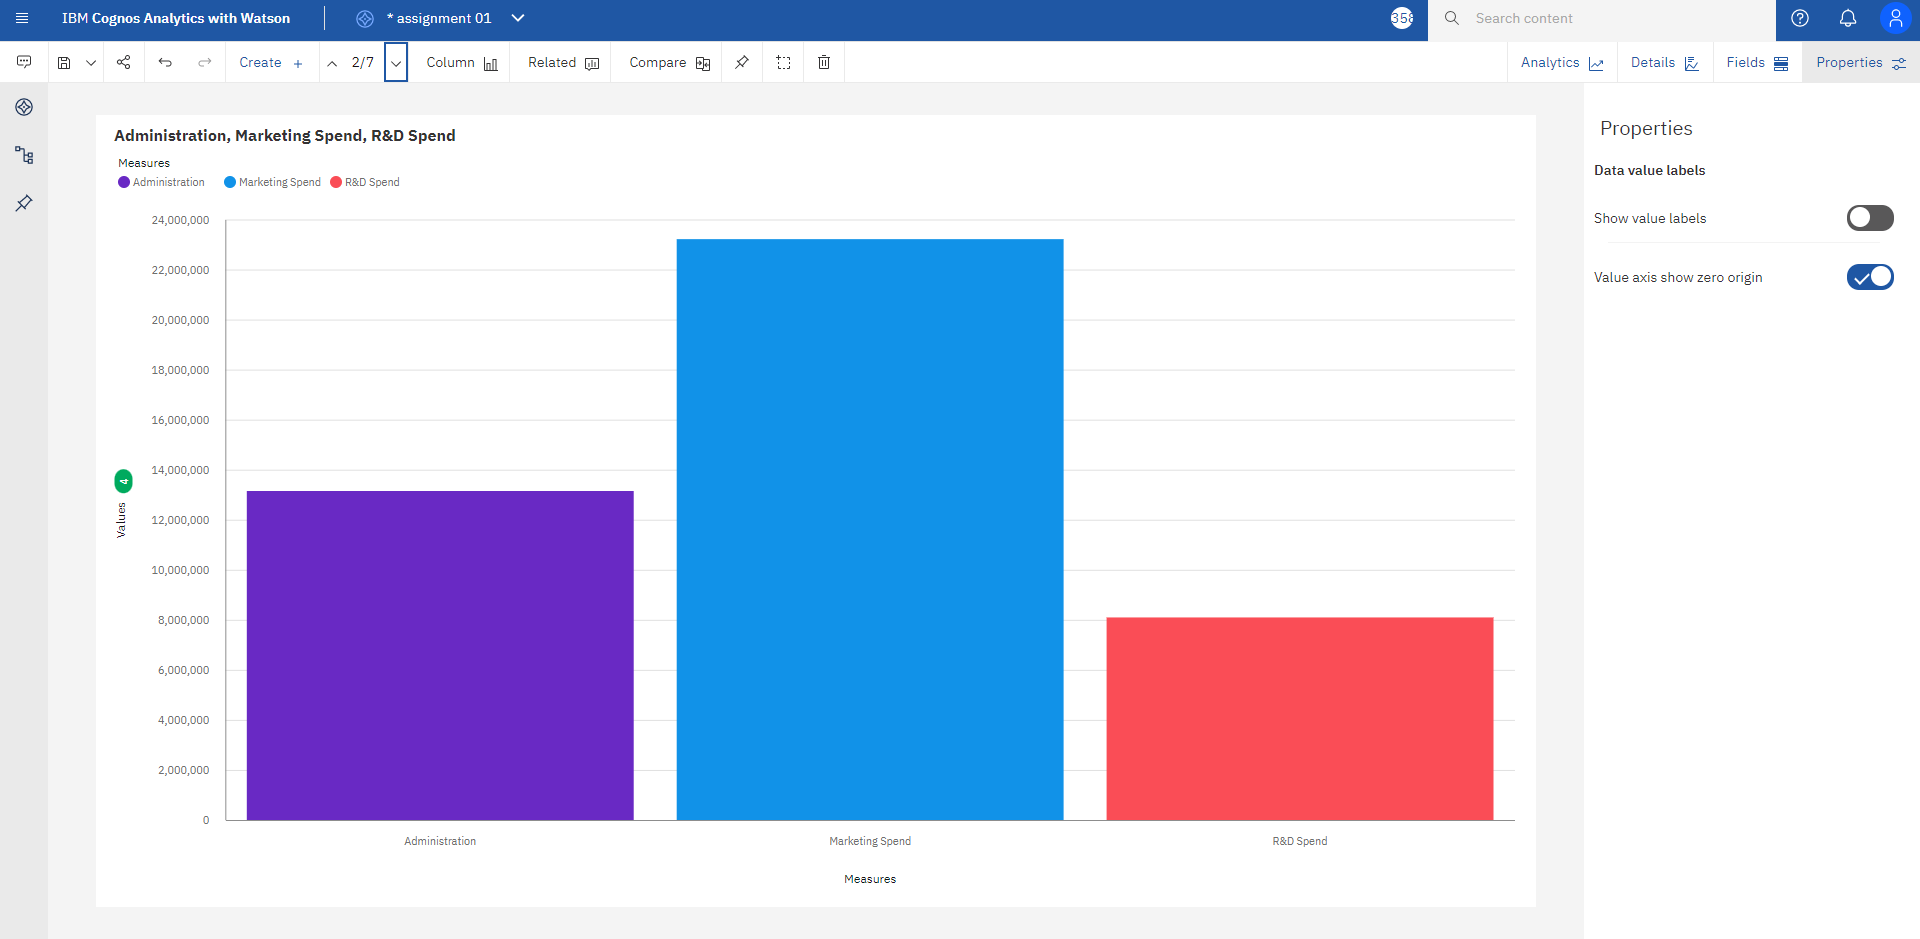 IBM Cognos Analytics with Watson
* assignment 01
358
Search content
Create +
2/7
Column
Related
Compare
Analytics
Details
Fields
Properties
Administration, Marketing Spend, R&D Spend
Measures
Administration
Marketing Spend
R&D Spend
24,000,000
22,000,000
20,000,000
18,000,000
16,000,000
14,000,000
12,000,000
10,000,000
8,000,000
6,000,000
4,000,000
2,000,000
0
Values
4
Administration
Marketing Spend
R&D Spend
Measures
Properties
Data value labels
Show value labels
Value axis show zero origin